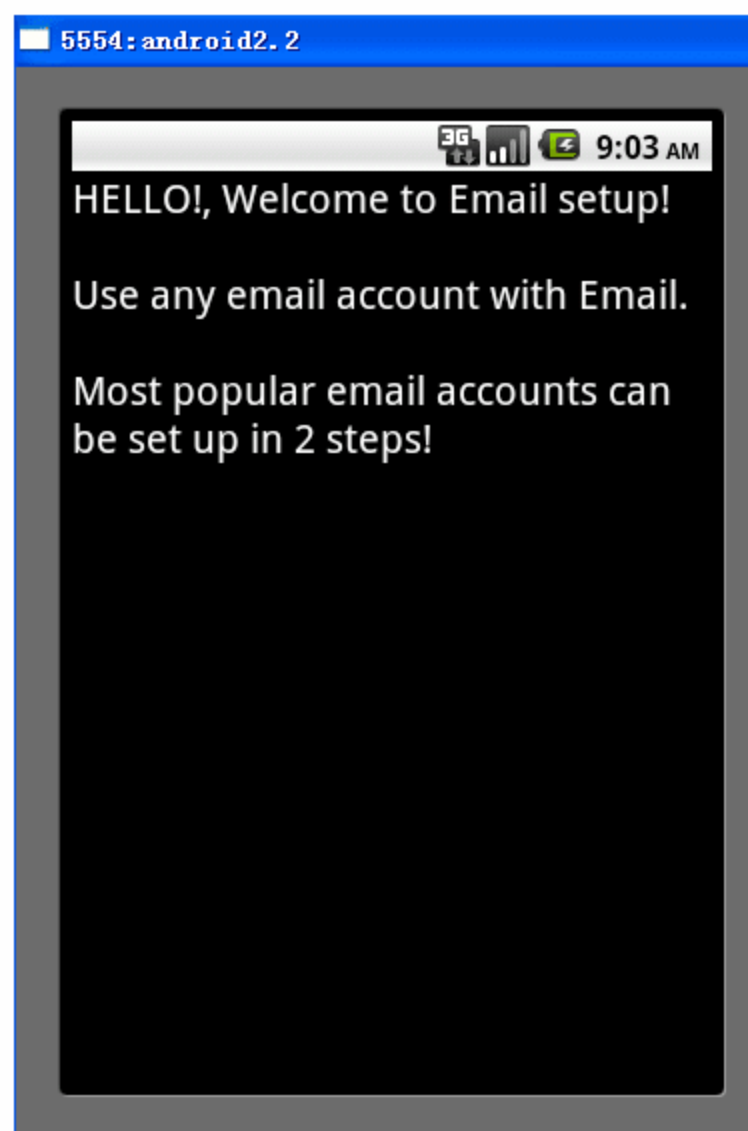 5554:android2.2
3G 9:03 AM
HELLO!, Welcome to Email setup!
Use any email account with Email.
Most popular email accounts can
be set up in 2 steps!